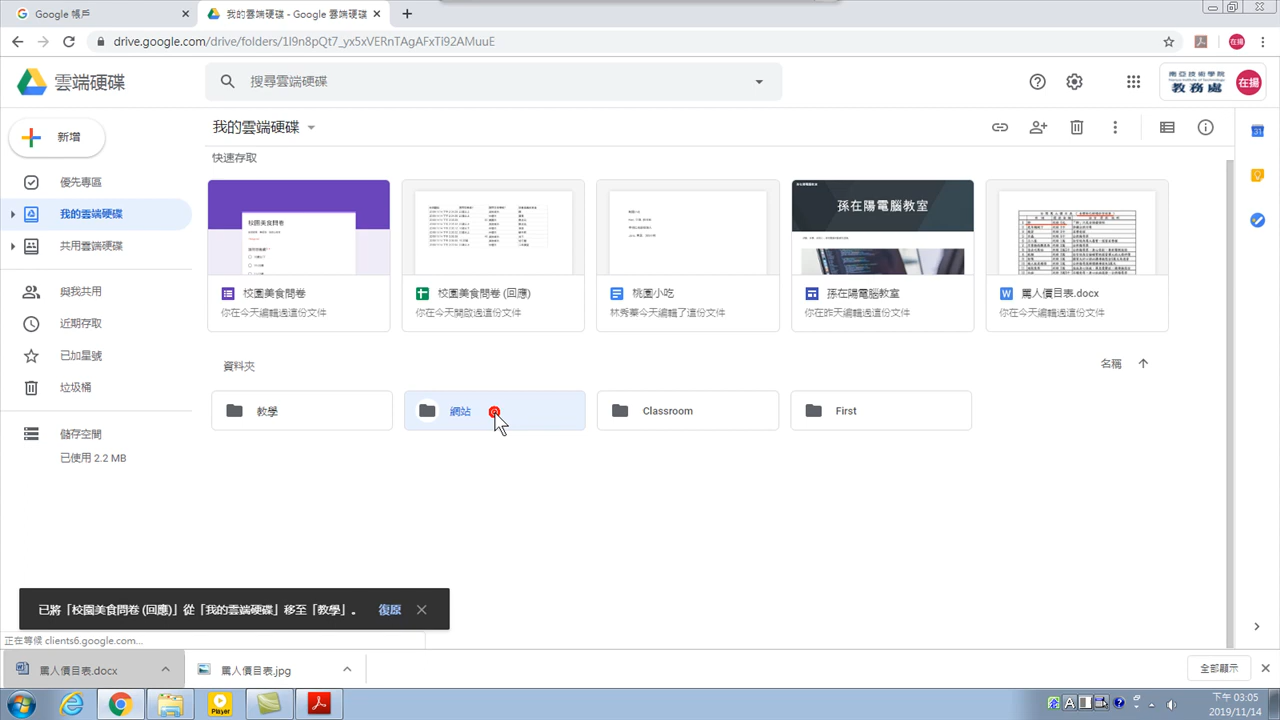 Google 帳戶
我的雲端硬碟 - Google 雲端硬碟
drive.google.com/drive/folders/1I9n8pQt7_yx5xVERnTAgAFxTI92AMuuE
在揚
雲端硬碟
搜尋雲端硬碟
南亞技術學院
教務處
在揚
新增
我的雲端硬碟
快速存取
優先專區
我的雲端硬碟
共用雲端硬碟
與我共用
近期存取
已加星號
垃圾桶
儲存空間
已使用 2.2 MB
校園美食問卷
孫在陽電腦教室
校園美食問卷
你在今天編輯過這份文件
校園美食問卷 (回應)
你在今天開啟過這份文件
桃園小吃
林秀蓁今天編輯了這份文件
孫在陽電腦教室
你在昨天編輯過這份文件
罵人價目表.docx
你在今天編輯過這份文件
資料夾
名稱
教學
網站
Classroom
First
已將「校園美食問卷 (回應)」從「我的雲端硬碟」移至「教學」。
復原
正在等候 clients6.google.com...
罵人價目表.docx
罵人價目表.jpg
全部顯示
Player
下午 03:05
2019/11/14